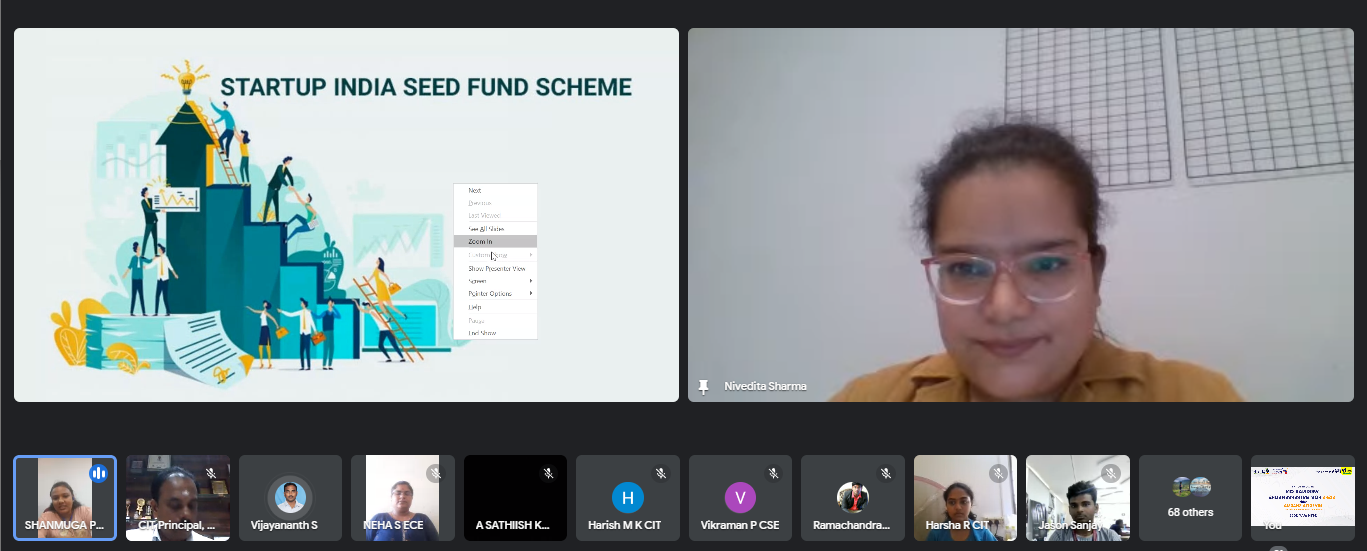 STARTUP INDIA SEED FUND SCHEME
Next
Previous
Last Viewed
See All Slides
Zoom In
Show Presenter View
Screen
Pointer Options
Help
Pause
End Show
Nivedita Sharma
SHANMUGA P...
CIT Principal, ...
Vijayananth S
NEHA S ECE
A SATHIISH K...
H
Harish M K CIT
V
Vikraman P CSE
Ramachandra...
Harsha R CIT
Jason Sanjay
68 others
You